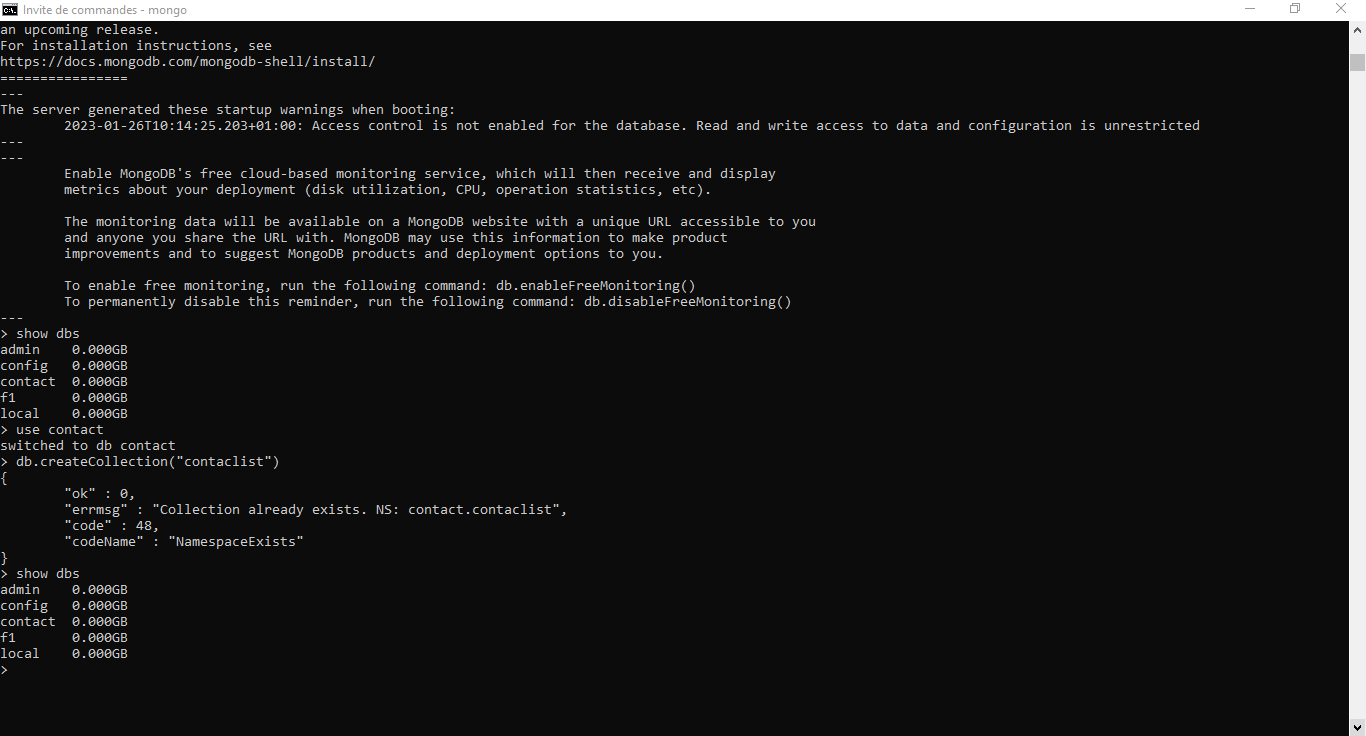 Invite de commandes - mongo
an upcoming release.
For installation instructions, see
https://docs.mongodb.com/mongodb-shell/install/
================
---
The server generated these startup warnings when booting:
        2023-01-26T10:14:25.203+01:00: Access control is not enabled for the database. Read and write access to data and configuration is unrestricted
---
---
        Enable MongoDB's free cloud-based monitoring service, which will then receive and display
        metrics about your deployment (disk utilization, CPU, operation statistics, etc).

        The monitoring data will be available on a MongoDB website with a unique URL accessible to you
        and anyone you share the URL with. MongoDB may use this information to make product
        improvements and to suggest MongoDB products and deployment options to you.

        To enable free monitoring, run the following command: db.enableFreeMonitoring()
        To permanently disable this reminder, run the following command: db.disableFreeMonitoring()
---
> show dbs
admin    0.000GB
config   0.000GB
contact  0.000GB
f1       0.000GB
local    0.000GB
> use contact
switched to db contact
> db.createCollection("contaclist")
{
        "ok" : 0,
        "errmsg" : "Collection already exists. NS: contact.contaclist",
        "code" : 48,
        "codeName" : "NamespaceExists"
}
> show dbs
admin    0.000GB
config   0.000GB
contact  0.000GB
f1       0.000GB
local    0.000GB
>